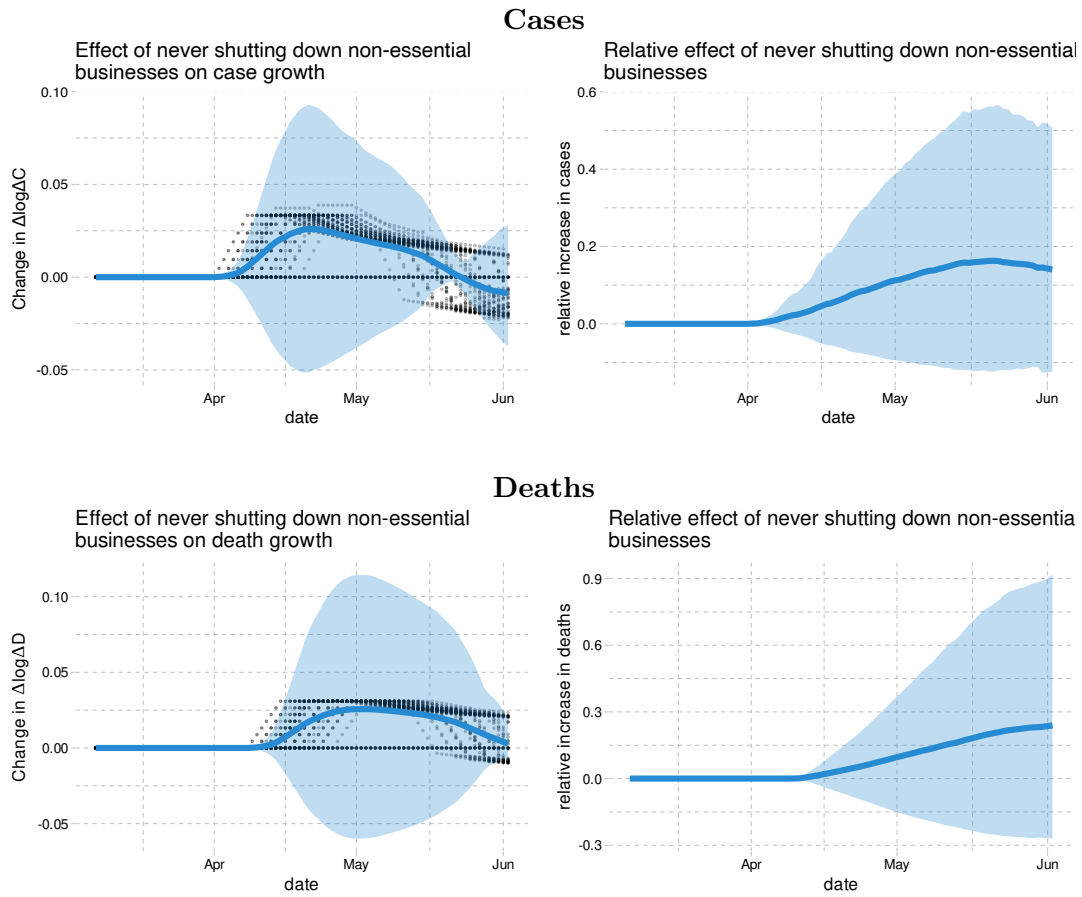 Cases
Effect of never shutting down non-essential
businesses on case growth
Change in ΔlogΔC
0.10
0.05
0.00
-0.05
Apr
May
Jun
date
Relative effect of never shutting down non-essential
businesses
relative increase in cases
0.6
0.4
0.2
0.0
Apr
May
Jun
date
Deaths
Effect of never shutting down non-essential
businesses on death growth
Change in ΔlogΔD
0.10
0.05
0.00
-0.05
Apr
May
Jun
date
Relative effect of never shutting down non-essentia
businesses
relative increase in deaths
0.9
0.6
0.3
0.0
-0.3
Apr
May
Jun
date